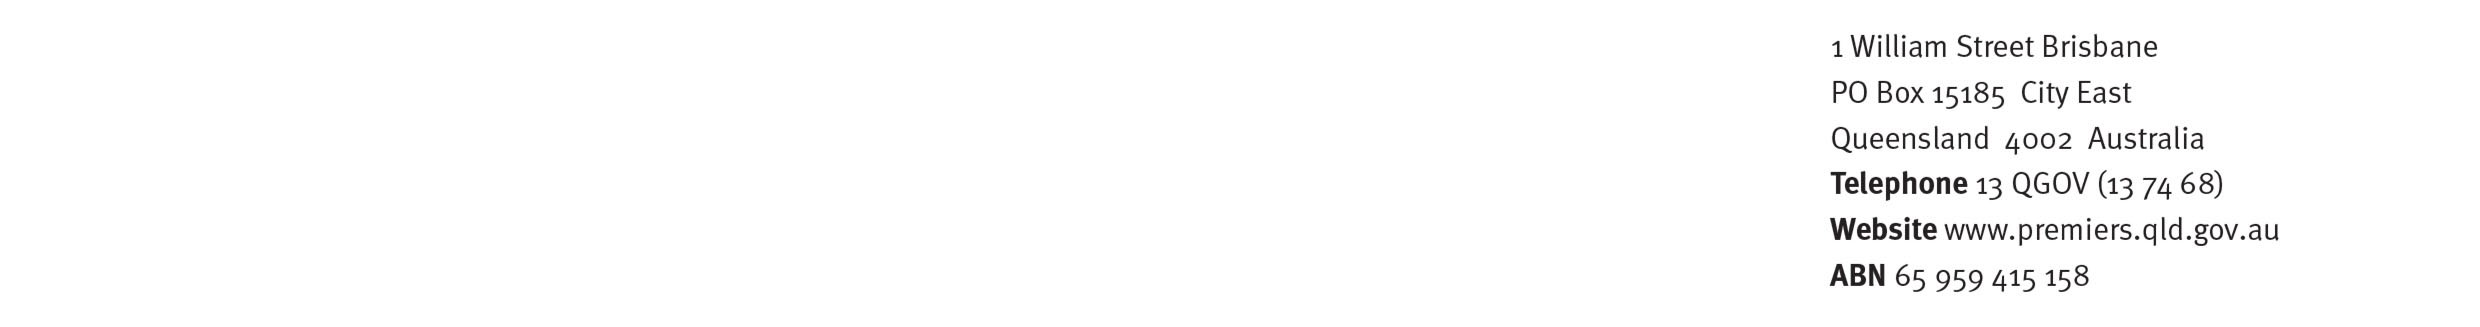 1 William Street Brisbane
PO Box 15185 City East
Queensland 4002 Australia
Telephone 13 QGOV (13 74 68)
Website www.premiers.qld.gov.au
ABN 65 959 415 158